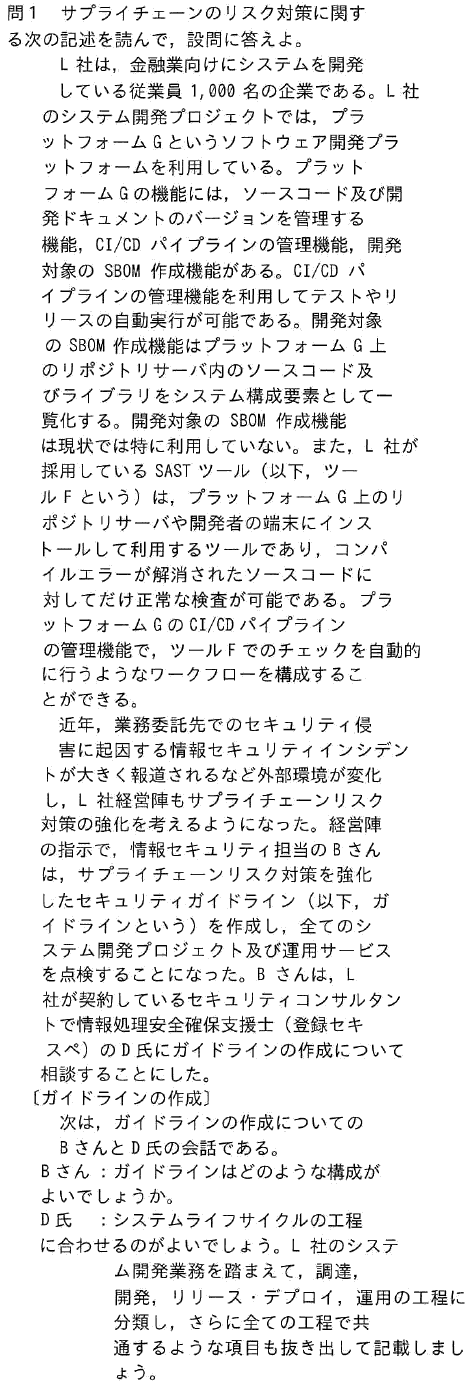 問1 サプライチェーンのリスク対策に関す
る次の記述を読んで，設問に答えよ。
L 社は，金融業向けにシステムを開発
している従業員 1,000 名の企業である。L 社
のシステム開発プロジェクトでは，プラ
ットフォーム G というソフトウェア開発プラ
ットフォームを利用している。プラット
フォーム G の機能には，ソースコード及び開
発ドキュメントのバージョンを管理する
機能，CI/CD パイプラインの管理機能，開発
対象の SBOM 作成機能がある。CI/CD パ
イプラインの管理機能を利用してテストやリ
リースの自動実行が可能である。開発対象
の SBOM 作成機能はプラットフォーム G 上
のリポジトリサーバ内のソースコード及
びライブラリをシステム構成要素として一
覧化する。開発対象の SBOM 作成機能
は現状では特に利用していない。また，L 社が
採用している SAST ツール（以下，ツー
ル F という）は，プラットフォーム G 上のリ
ポジトリサーバや開発者の端末にインス
トールして利用するツールであり，コンパ
イルエラーが解消されたソースコードに
対してだけ正常な検査が可能である。プラ
ットフォーム G の CI/CD パイプライン
の管理機能で，ツール F でのチェックを自動的
に行うようなワークフローを構成するこ
とができる。
近年，業務委託先でのセキュリティ侵
害に起因する情報セキュリティインシデン
トが大きく報道されるなど外部環境が変化
し，L 社経営陣もサプライチェーンリスク
対策の強化を考えるようになった。経営陣
の指示で，情報セキュリティ担当の B さん
は，サプライチェーンリスク対策を強化
したセキュリティガイドライン（以下，ガ
イドラインという）を作成し，全てのシ
ステム開発プロジェクト及び運用サービス
を点検することになった。B さんは，L
社が契約しているセキュリティコンサルタン
トで情報処理安全確保支援士（登録セキ
スペ）の D 氏にガイドラインの作成について
相談することにした。
〔ガイドラインの作成〕
次は，ガイドラインの作成についての
B さんと D 氏の会話である。
B さん：ガイドラインはどのような構成が
よいでしょうか。
D 氏 ：システムライフサイクルの工程
に合わせるのがよいでしょう。L 社のシステ
ム開発業務を踏まえて，調達，
開発，リリース・デプロイ，運用の工程に
分類し，さらに全ての工程で共
通するような項目も抜き出して記載しまし
ょう。